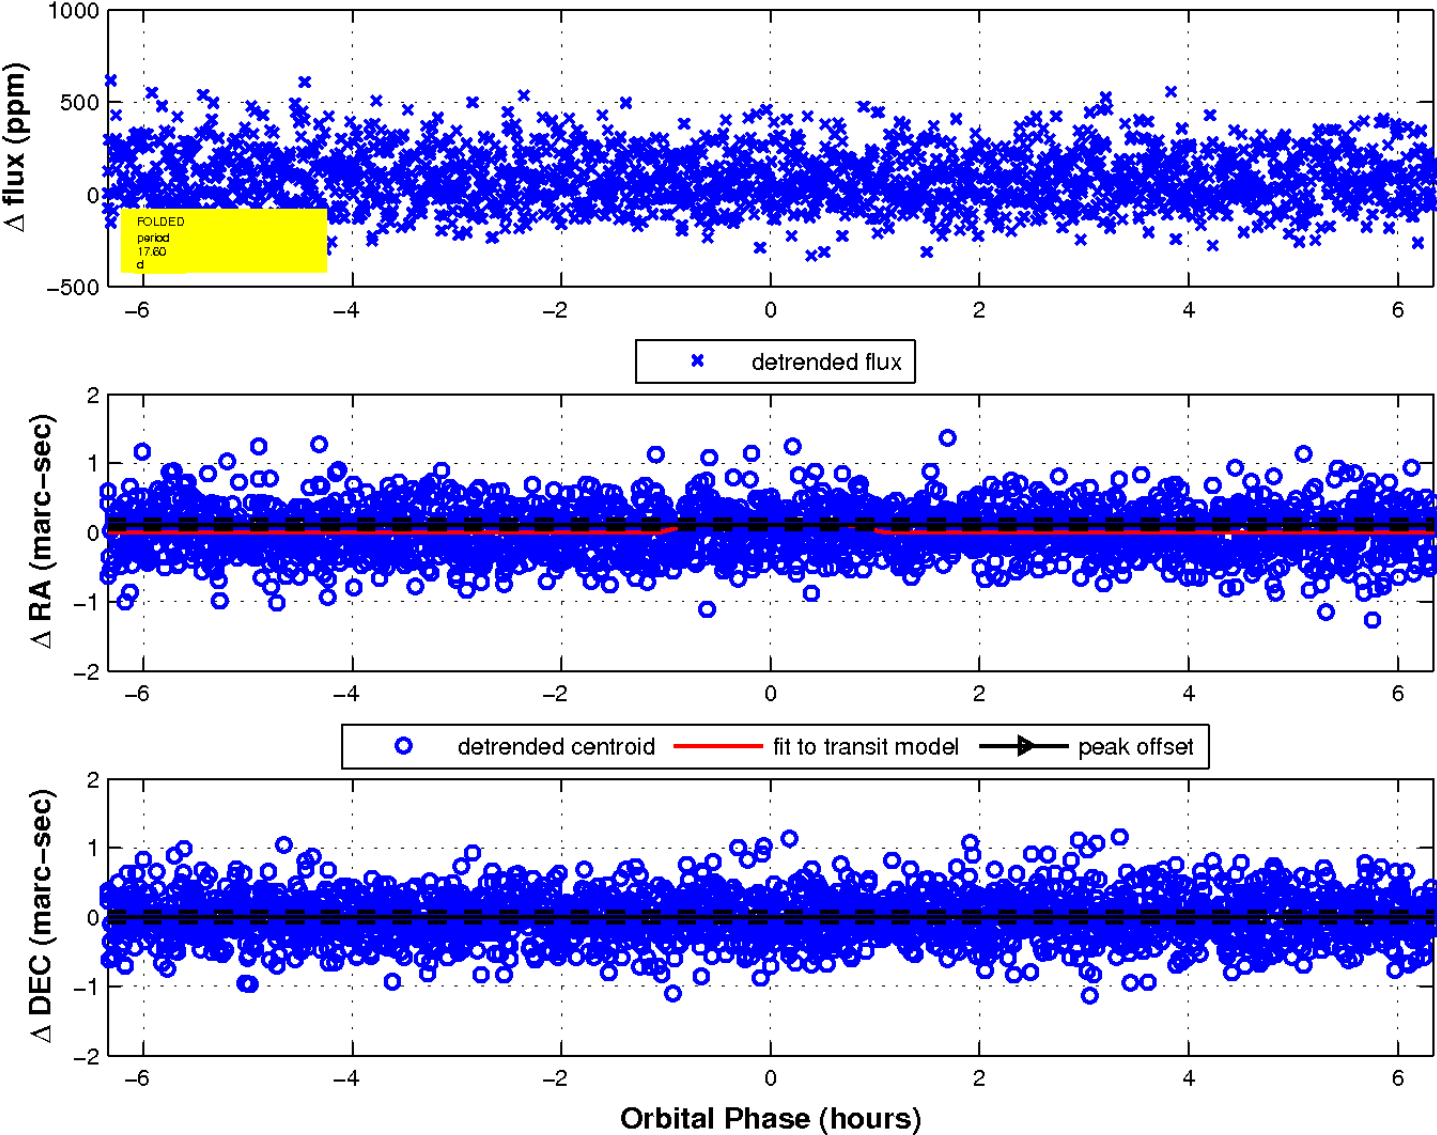 1000
500
0
−500
Δ flux (ppm)
FOLDED
period
17.60
d
−6 −4 −2 0 2 4 6
detrended flux
2
1
0
−1
−2
Δ RA (marc−sec)
−6 −4 −2 0 2 4 6
detrended centroid fit to transit model peak offset
2
1
0
−1
−2
Δ DEC (marc−sec)
−6 −4 −2 0 2 4 6
Orbital Phase (hours)